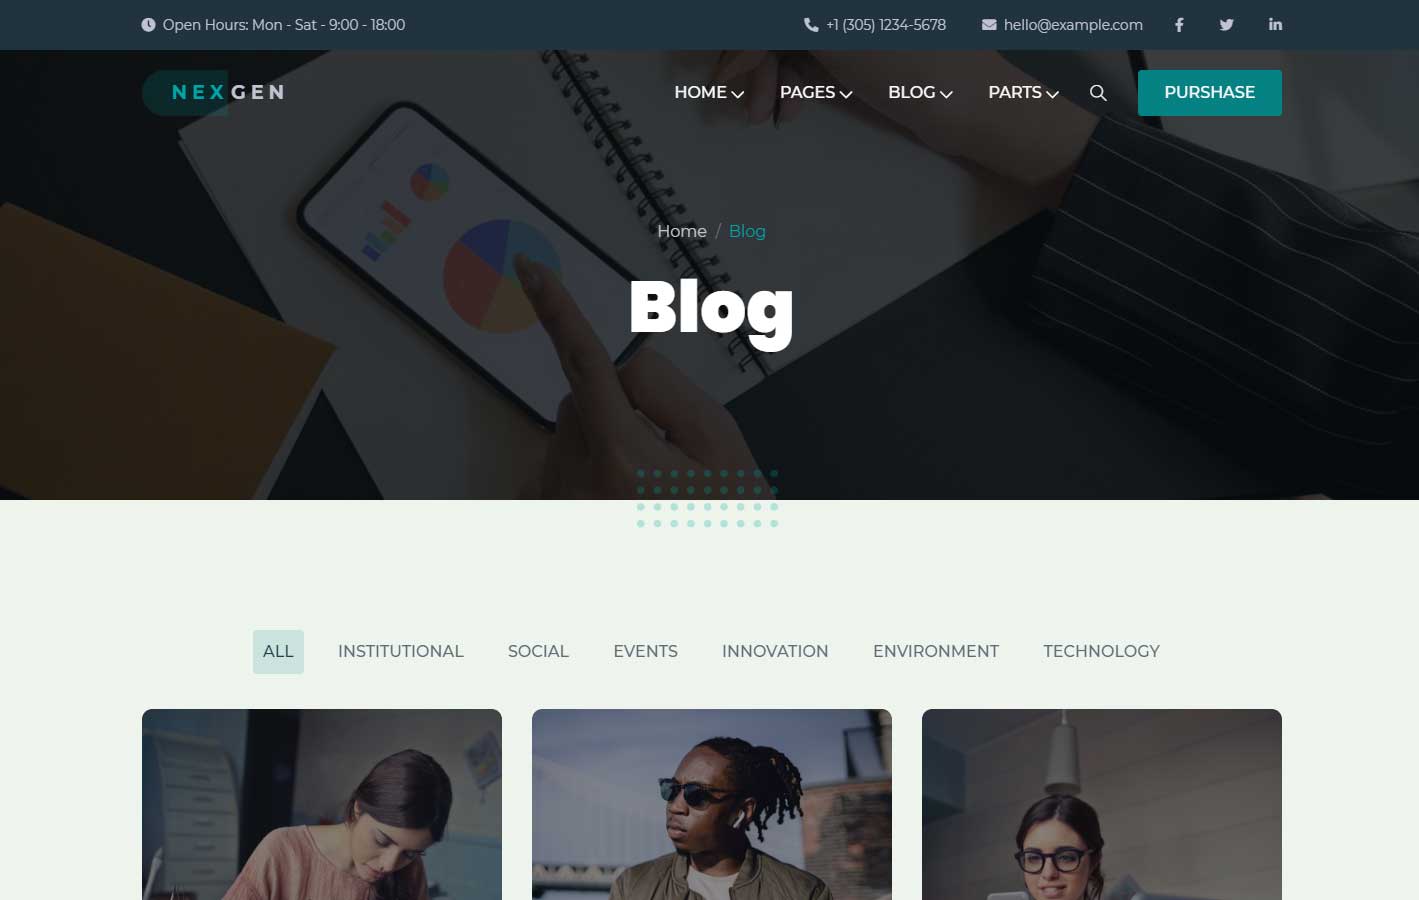 Open Hours: Mon - Sat - 9:00 - 18:00
+1 (305) 1234-5678
hello@example.com
NEXGEN
HOME
PAGES
BLOG
PARTS
PURSHASE
Home / Blog
Blog
ALL
INSTITUTIONAL
SOCIAL
EVENTS
INNOVATION
ENVIRONMENT
TECHNOLOGY